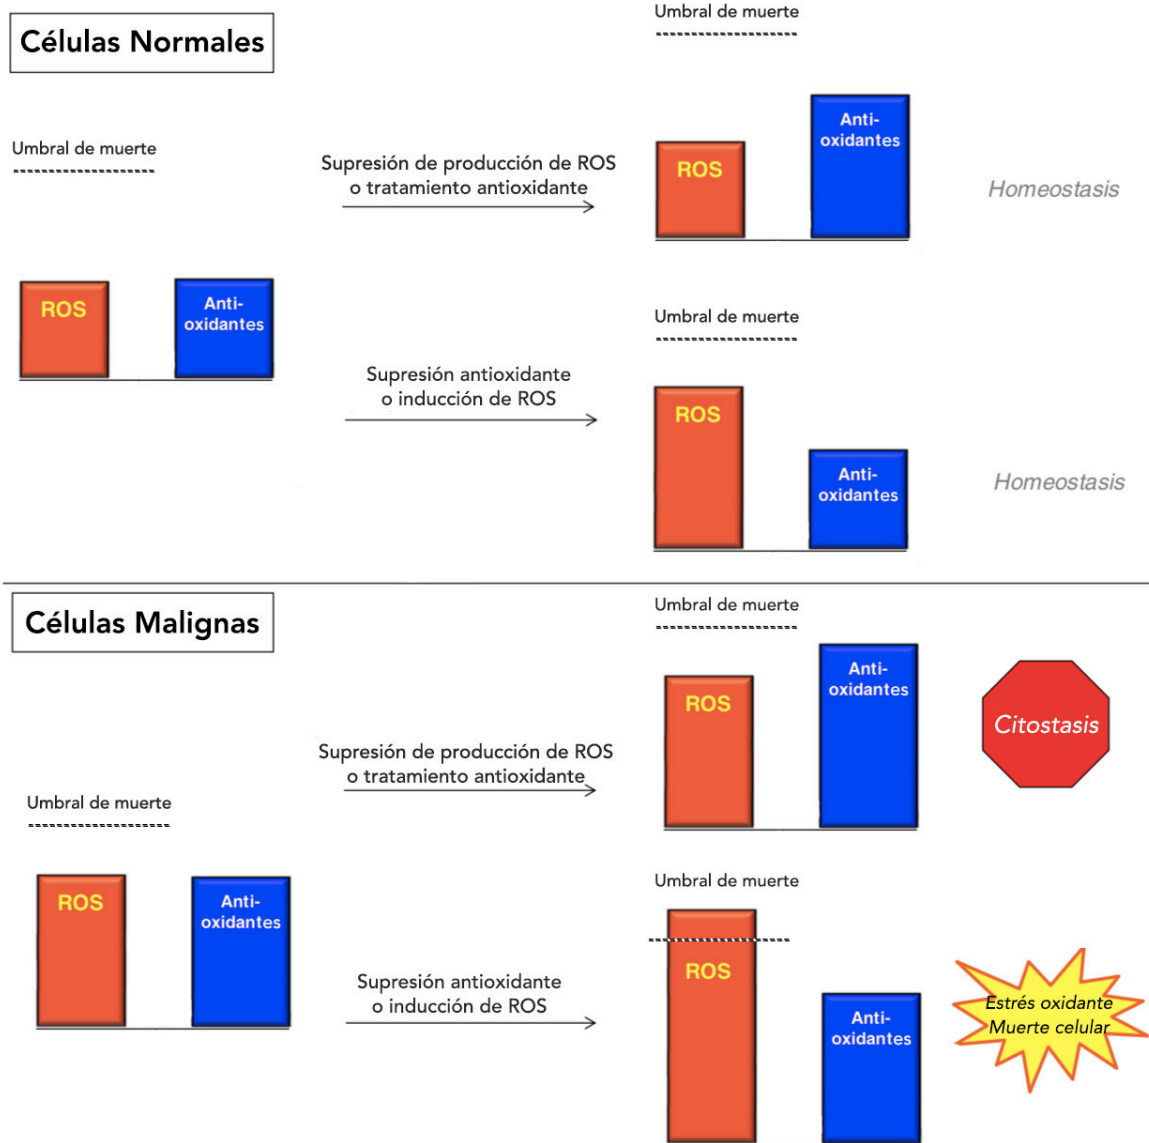 Células Normales
Umbral de muerte
ROS
Anti-
oxidantes
Supresión de producción de ROS
o tratamiento antioxidante
Umbral de muerte
ROS
Anti-
oxidantes
Homeostasis
Supresión antioxidante
o inducción de ROS
Umbral de muerte
ROS
Anti-
oxidantes
Homeostasis
Células Malignas
Umbral de muerte
ROS
Anti-
oxidantes
Supresión de producción de ROS
o tratamiento antioxidante
Umbral de muerte
ROS
Anti-
oxidantes
Citostasis
Supresión antioxidante
o inducción de ROS
Umbral de muerte
ROS
Anti-
oxidantes
Estrés oxidante
Muerte celular